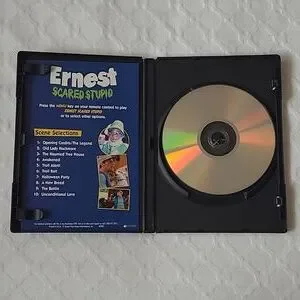 Ernest
SCARED STUPID
Press the MENU key on your remote control to play
ERNEST SCARED STUPID
or to select other options.
Scene Selections
1- Opening Credits/The Legend
2- Old Lady Hackmore
3- The Haunted Tree House
4- Awakened
5- Troll Alert!
6- Troll Bait
7- Halloween Party
8- A New Breed
9- The Battle
10- Unconditional Love